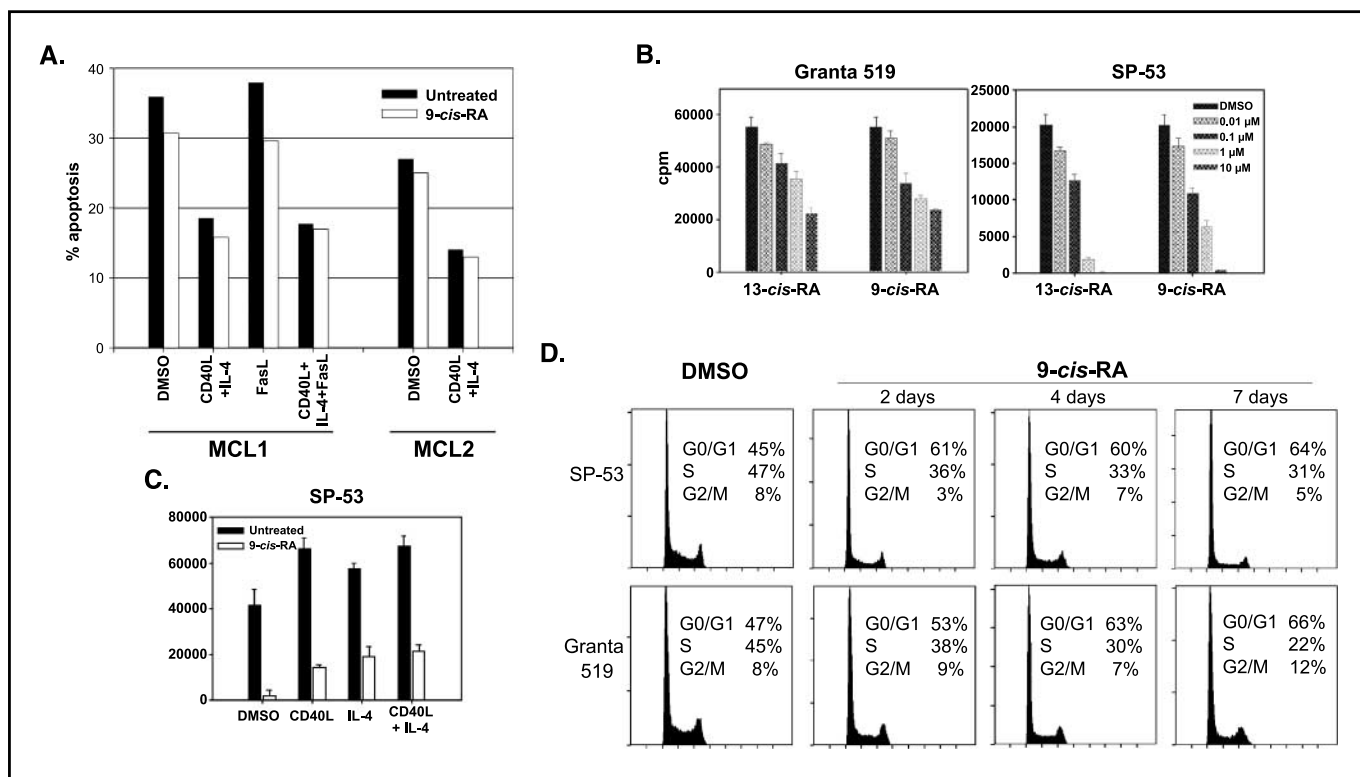 A.
40
30
20
10
0
% apoptosis
Untreated
9-cis-RA
DMSO
CD40L
+IL-4
FasL
CD40L+
IL-4+FasL
DMSO
CD40L
+IL-4
MCL1
MCL2
B.
Granta 519
60000
40000
20000
0
cpm
13-cis-RA
9-cis-RA
SP-53
25000
20000
15000
10000
5000
0
DMSO
0.01 µM
0.1 µM
1 µM
10 µM
13-cis-RA
9-cis-RA
C.
SP-53
80000
60000
40000
20000
0
Untreated
9-cis-RA
DMSO
CD40L
IL-4
CD40L
+ IL-4
D.
DMSO
9-cis-RA
2 days
4 days
7 days
SP-53
G0/G1 45%
S 47%
G2/M 8%
G0/G1 61%
S 36%
G2/M 3%
G0/G1 60%
S 33%
G2/M 7%
G0/G1 64%
S 31%
G2/M 5%
Granta
519
G0/G1 47%
S 45%
G2/M 8%
G0/G1 53%
S 38%
G2/M 9%
G0/G1 63%
S 30%
G2/M 7%
G0/G1 66%
S 22%
G2/M 12%